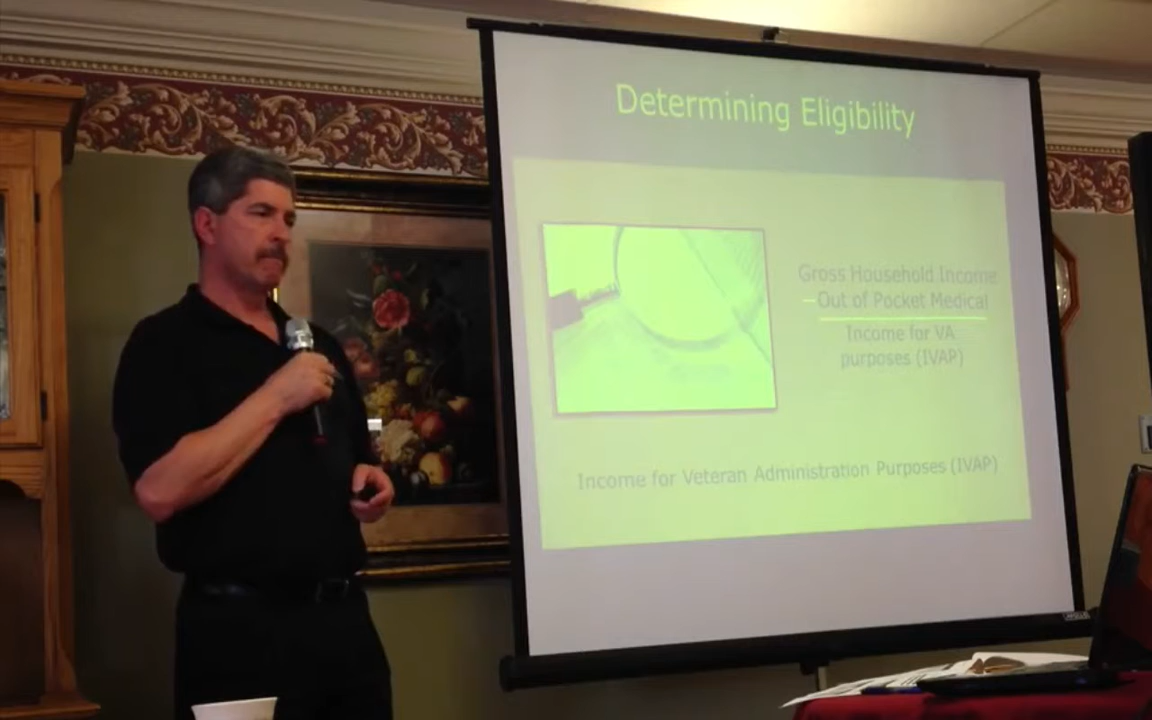 Determining Eligibility
Gross Household Income
—Out of Pocket Medical
Income for VA
purposes (IVAP)
Income for Veteran Administration Purposes (IVAP)